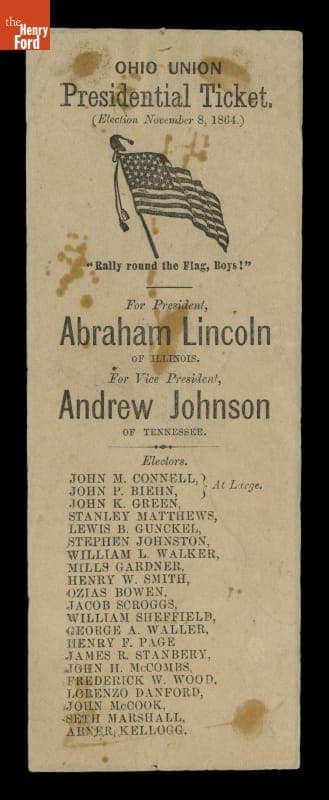 the
Henry
Ford
OHIO UNION
Presidential Ticket.
(Election November 8, 1864.)
"Rally round the Flag, Boys!"
For President,
Abraham Lincoln
OF ILLINOIS.
For Vice President,
Andrew Johnson
OF TENNESSEE.
Electors.
JOHN M. CONNELL,
JOHN P. BIEHN,
At Large.
JOHN K. GREEN,
STANLEY MATTHEWS,
LEWIS B. GUNCKEL,
STEPHEN JOHNSTON,
WILLIAM L. WALKER,
MILLS GARDNER,
HENRY W. SMITH,
OZIAS BOWEN,
JACOB SCROGGS,
WILLIAM SHEFFIELD,
GEORGE A. WALLER,
HENRY F. PAGE
JAMES R. STANBERY,
JOHN H. McCOMBS,
FREDERICK W. WOOD,
LORENZO DANFORD,
JOHN McCOOK,
SETH MARSHALL,
ABNER KELLOGG.